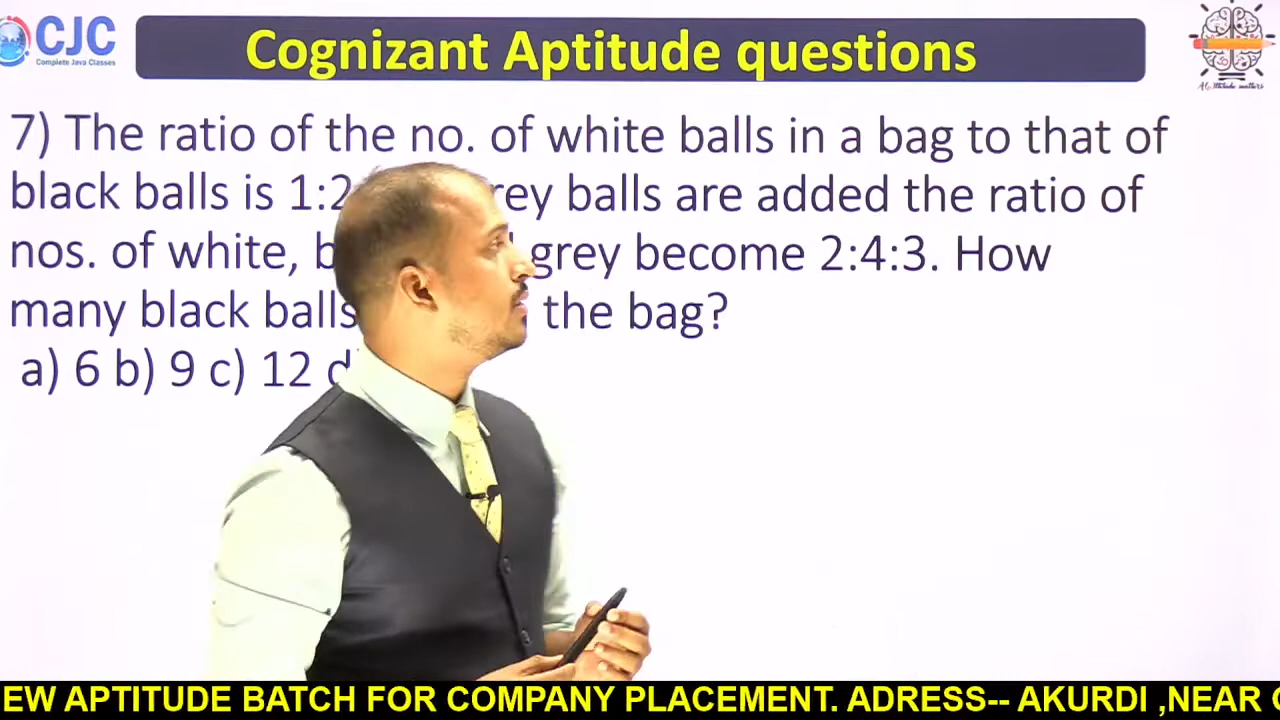 CJC
Complete Java Classes
Cognizant Aptitude questions
7) The ratio of the no. of white balls in a bag to that of
black balls is 1:2 grey balls are added the ratio of
nos. of white, grey become 2:4:3. How
many black balls the bag?
a) 6 b) 9 c) 12
EW APTITUDE BATCH FOR COMPANY PLACEMENT. ADRESS-- AKURDI ,NEAR